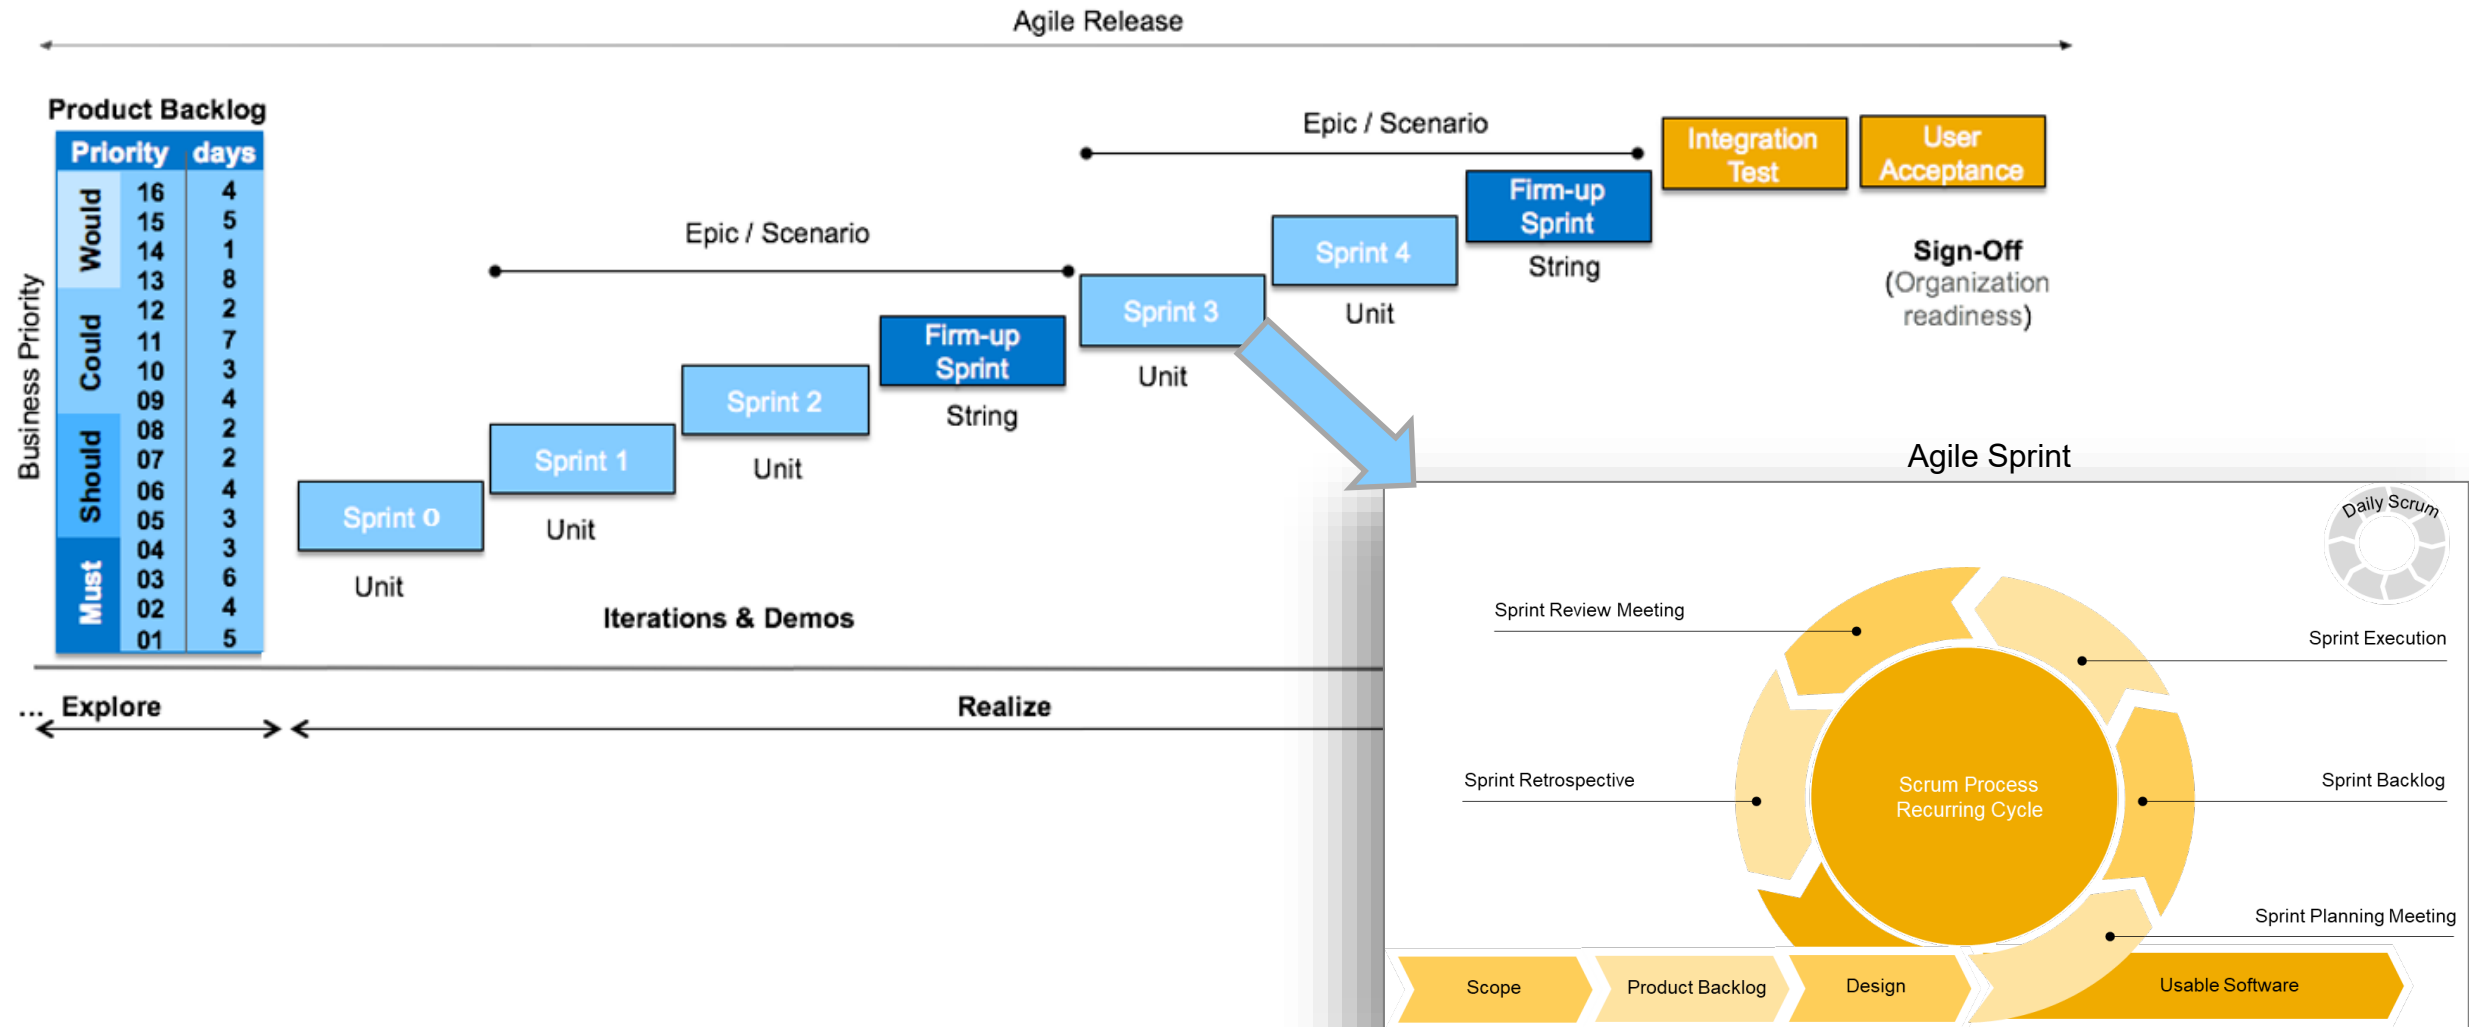 Agile Release
Product Backlog
Priority days
Business Priority
Would
16 4
15 5
14 1
13 8
Could
12 2
11 7
10 3
09 4
Should
08 2
07 2
06 4
05 3
Must
04 3
03 6
02 4
01 5
Sprint 0
Unit
Sprint 1
Unit
Epic / Scenario
Sprint 2
Unit
Firm-up
Sprint
String
Sprint 3
Unit
Epic / Scenario
Sprint 4
Unit
Firm-up
Sprint
String
Integration
Test
User
Acceptance
Sign-Off
(Organization
readiness)
Iterations & Demos
... Explore
Realize
Agile Sprint
Daily Scrum
Sprint Review Meeting
Sprint Execution
Sprint Retrospective
Scrum Process
Recurring Cycle
Sprint Backlog
Sprint Planning Meeting
Scope
Product Backlog
Design
Usable Software